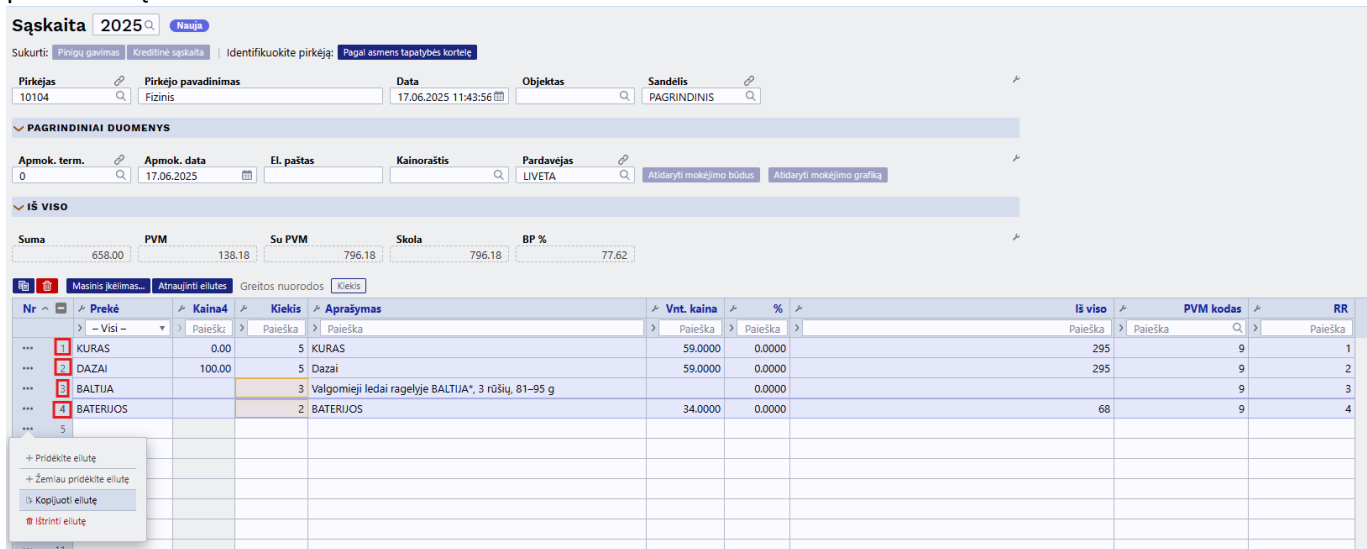 Sąskaita 2025 Nauja
Sukurti: Pinigų gavimas Kreditinė sąskaita | Identifikuokite pirkėją: Pagal asmens tapatybės kortelę
Pirkėjas Pirkėjo pavadinimas Data Objektas Sandėlis
10104 Fizinis 17.06.2025 11:43:56 PAGRINDINIS
PAGRINDINIAI DUOMENYS
Apmok. term. Apmok. data El. paštas Kainoraštis Pardavėjas
0 17.06.2025 LIVETA Atidaryti mokėjimo būdus Atidaryti mokėjimo grafiką
IŠ VISO
Suma PVM Su PVM Skola BP %
658.00 138.18 796.18 796.18 77.62
Masinis įkėlimas... Atnaujinti eilutes Greitos nuorodos Kiekis
Nr Prekė Kaina4 Kiekis Aprašymas Vnt. kaina % Iš viso PVM kodas RR
– Visi – Paieška Paieška Paieška Paieška Paieška Paieška Paieška Paieška
1 KURAS 0.00 5 KURAS 59.0000 0.0000 295 9 1
2 DAZAI 100.00 5 Dazai 59.0000 0.0000 295 9 2
3 BALTIJA 3 Valgomieji ledai ragelyje BALTIJA*, 3 rūšių, 81–95 g 0.0000 9 3
4 BATERIJOS 2 BATERIJOS 34.0000 0.0000 68 9 4
5
+ Pridėkite eilutę
+ Žemiau pridėkite eilutę
Kopijuoti eilutę
Ištrinti eilutę
11